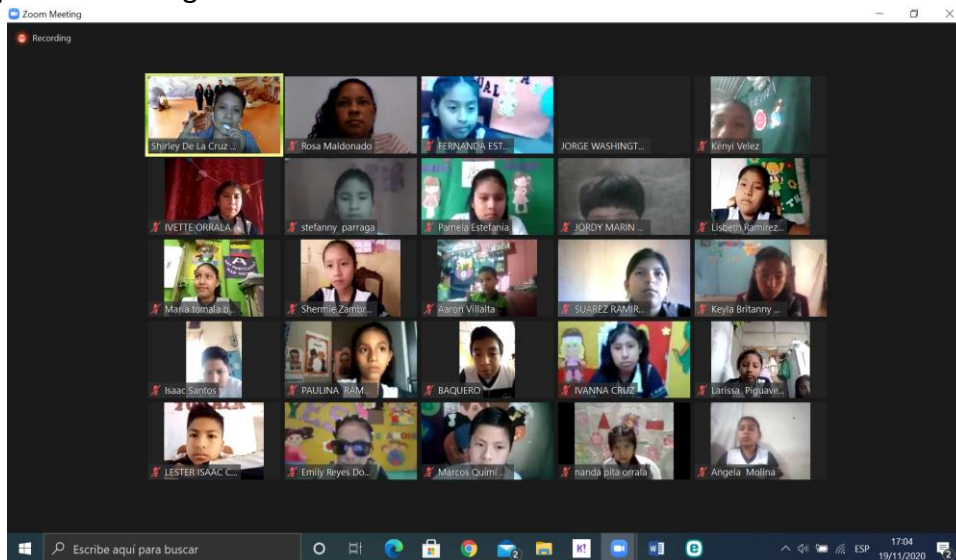 Zoom Meeting
Recording
Shirley De La Cruz ...
Rosa Maldonado
FERNANDA EST...
JORGE WASHINGT...
Kenyi Velez
IVETTE ORRALA
stefanny parraga
Pamela Estefanía
JORDY MARIN ...
Lisbeth Ramirez...
Maria tomala b...
Shermie Zambr...
Aaron Villalta
SUAREZ RAMIR...
Keyla Britanny ...
Isaac Santos
PAULINA RAM...
BAQUERO
IVANNA CRUZ
Larissa Piguave...
LESTER ISAAC C...
Emily Reyes Do...
Marcos Quimí ...
nanda pita orrala
Angela Molina
Escribe aquí para buscar
K!
ESP
17:04
19/11/2020
2